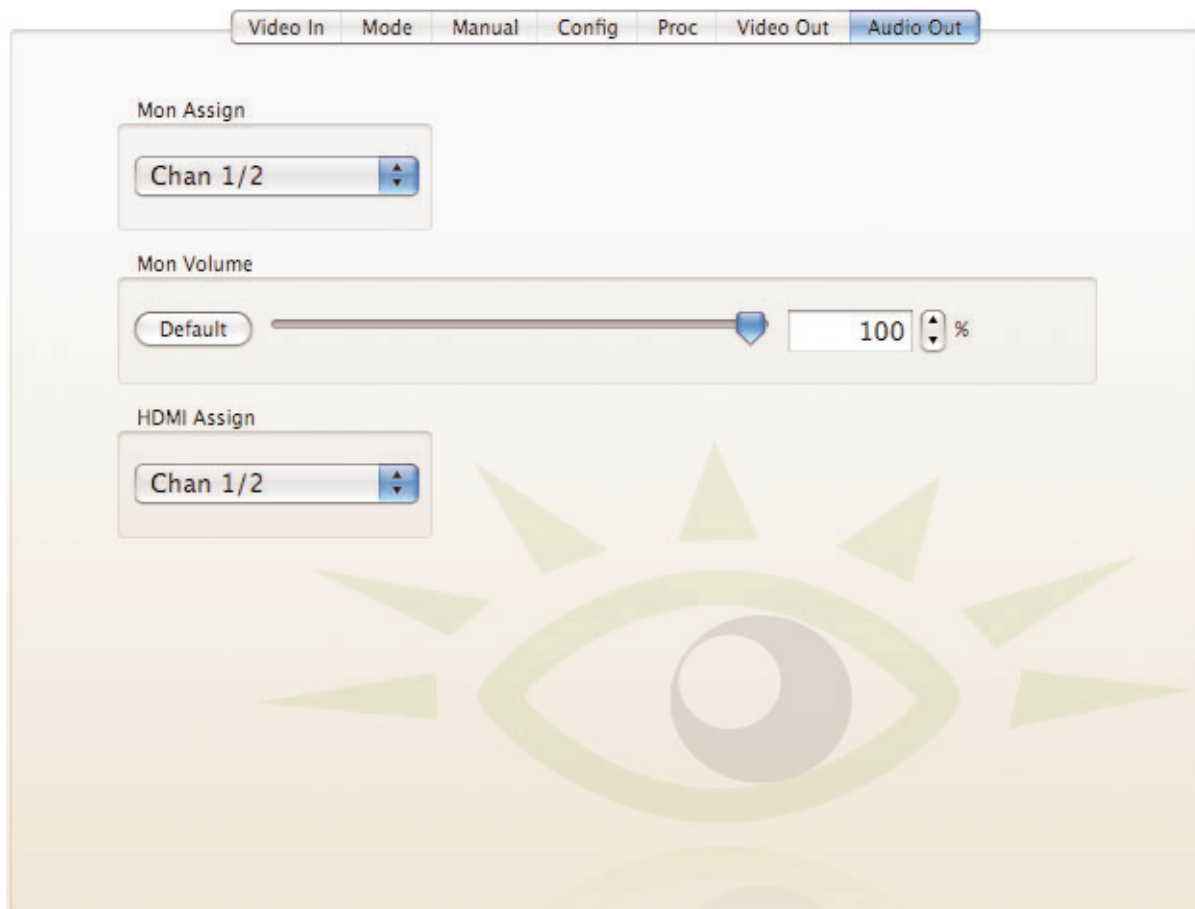 Video In Mode Manual Config Proc Video Out Audio Out
Mon Assign
Chan 1/2
Mon Volume
Default 100 %
HDMI Assign
Chan 1/2